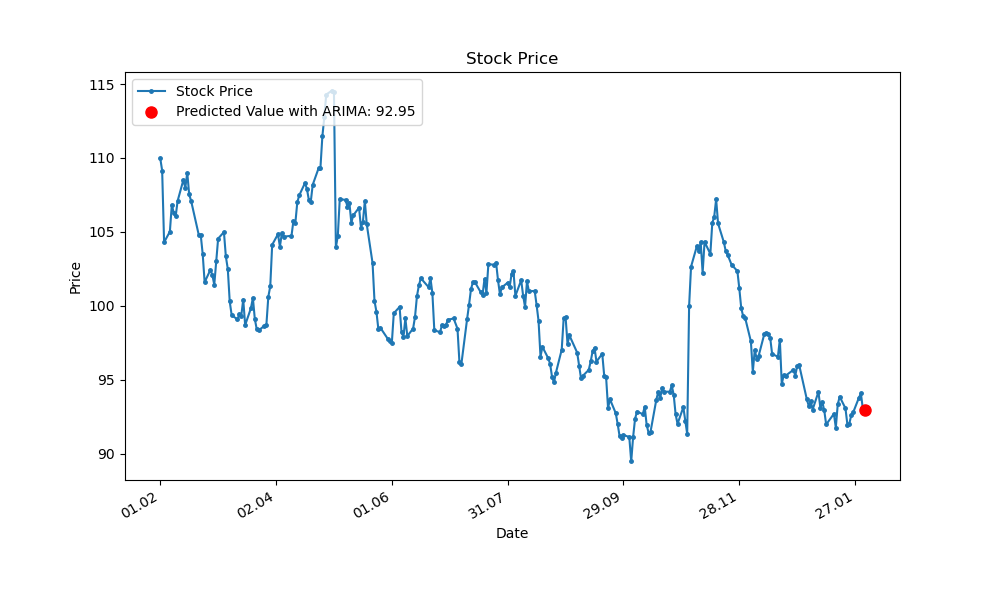 Stock Price
Stock Price
Predicted Value with ARIMA: 92.95
115
110
105
100
95
90
Price
01.02
02.04
01.06
31.07
29.09
28.11
27.01
Date